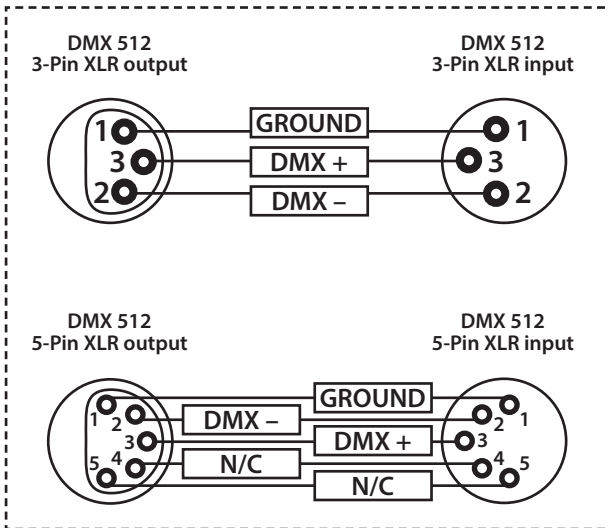 DMX 512 DMX 512
3-Pin XLR output 3-Pin XLR input
1 GROUND 1
3 DMX + 3
2 DMX – 2
DMX 512 DMX 512
5-Pin XLR output 5-Pin XLR input
GROUND
1 2 DMX – 2 1
3 DMX + 3
5 4 N/C 4 5
N/C